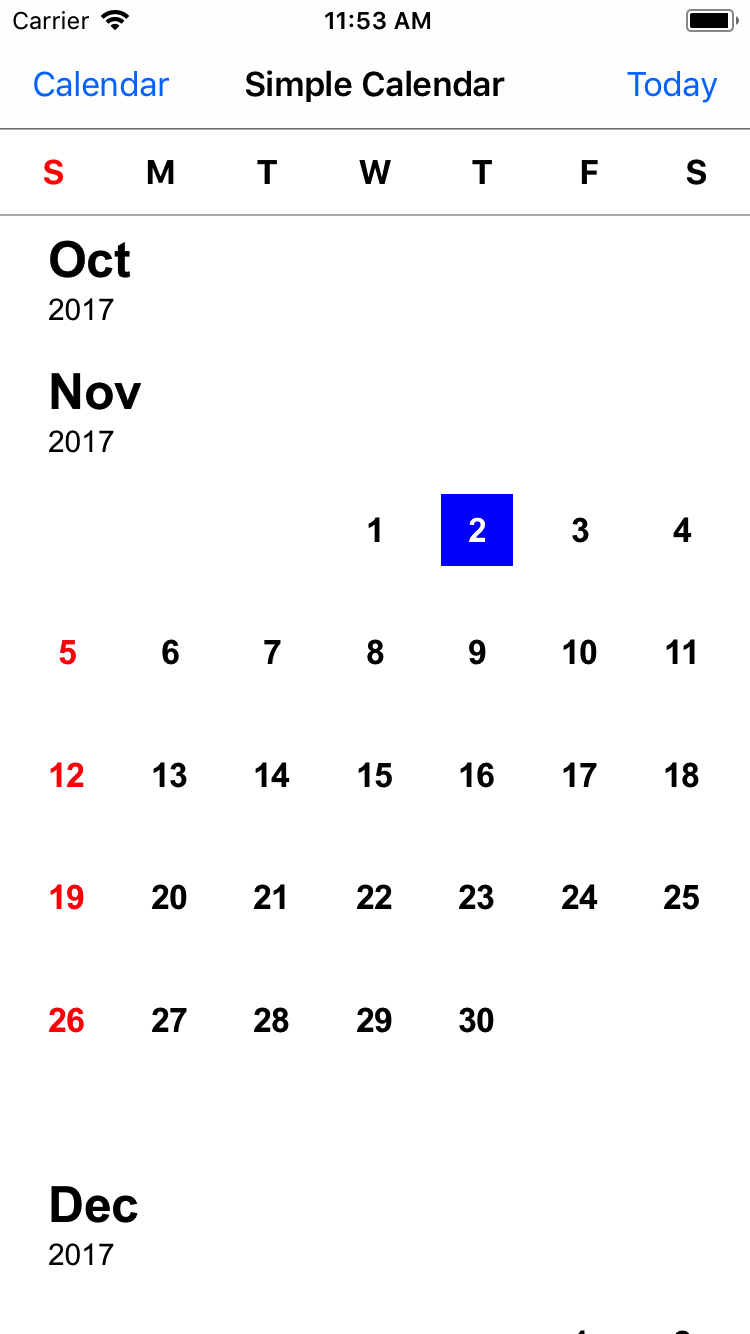 Carrier 11:53 AM
Calendar Simple Calendar Today
S M T W T F S
Oct
2017
Nov
2017
1 2 3 4
5 6 7 8 9 10 11
12 13 14 15 16 17 18
19 20 21 22 23 24 25
26 27 28 29 30
Dec
2017